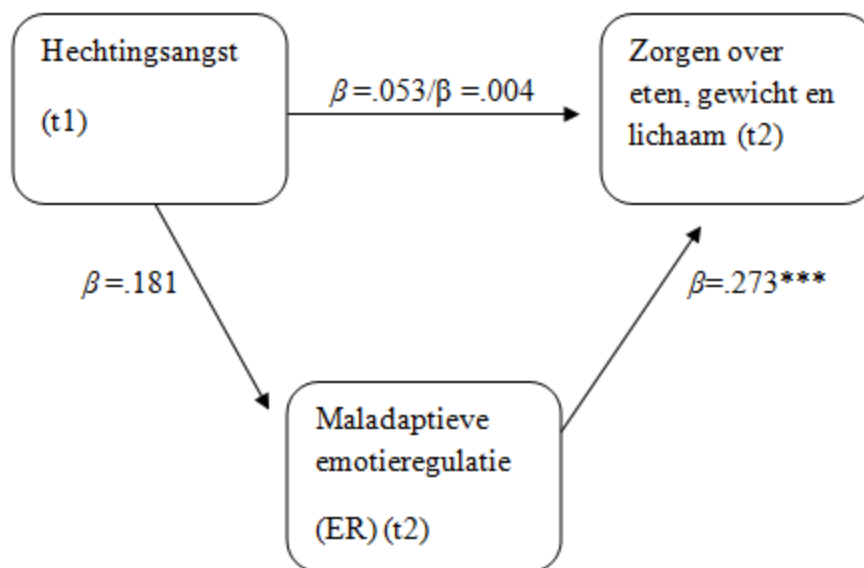 Hechtingsangst
(t1)
β =.053/β =.004
Zorgen over
eten, gewicht en
lichaam (t2)
β =.181
β=.273***
Maladaptieve
emotieregulatie
(ER) (t2)